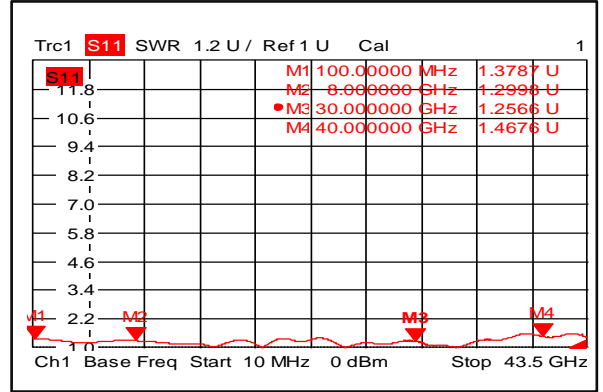 Trc1 S11 SWR 1.2 U / Ref 1 U Cal 1
S11
M1 100.00000 MHz 1.3787 U
11.8 M2 8.000000 GHz 1.2998 U
•M3 30.000000 GHz 1.2566 U
10.6 M4 40.000000 GHz 1.4676 U
9.4
8.2
7.0
5.8
4.6
3.4
2.2
M1 M2 M3 M4
1.0
Ch1 Base Freq Start 10 MHz 0 dBm Stop 43.5 GHz